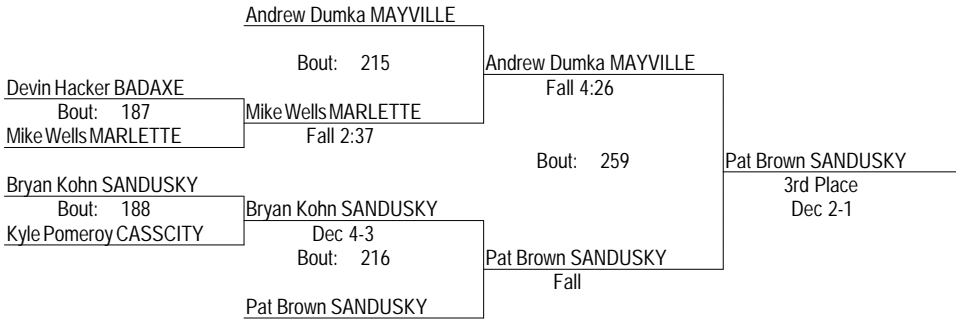 Andrew Dumka MAYVILLE
Bout: 215
Andrew Dumka MAYVILLE
Devin Hacker BADAXE
Fall 4:26
Bout: 187
Mike Wells MARLETTE
Mike Wells MARLETTE
Fall 2:37
Bout: 259
Pat Brown SANDUSKY
Bryan Kohn SANDUSKY
3rd Place
Bout: 188
Bryan Kohn SANDUSKY
Dec 2-1
Kyle Pomeroy CASSCITY
Dec 4-3
Bout: 216
Pat Brown SANDUSKY
Fall
Pat Brown SANDUSKY